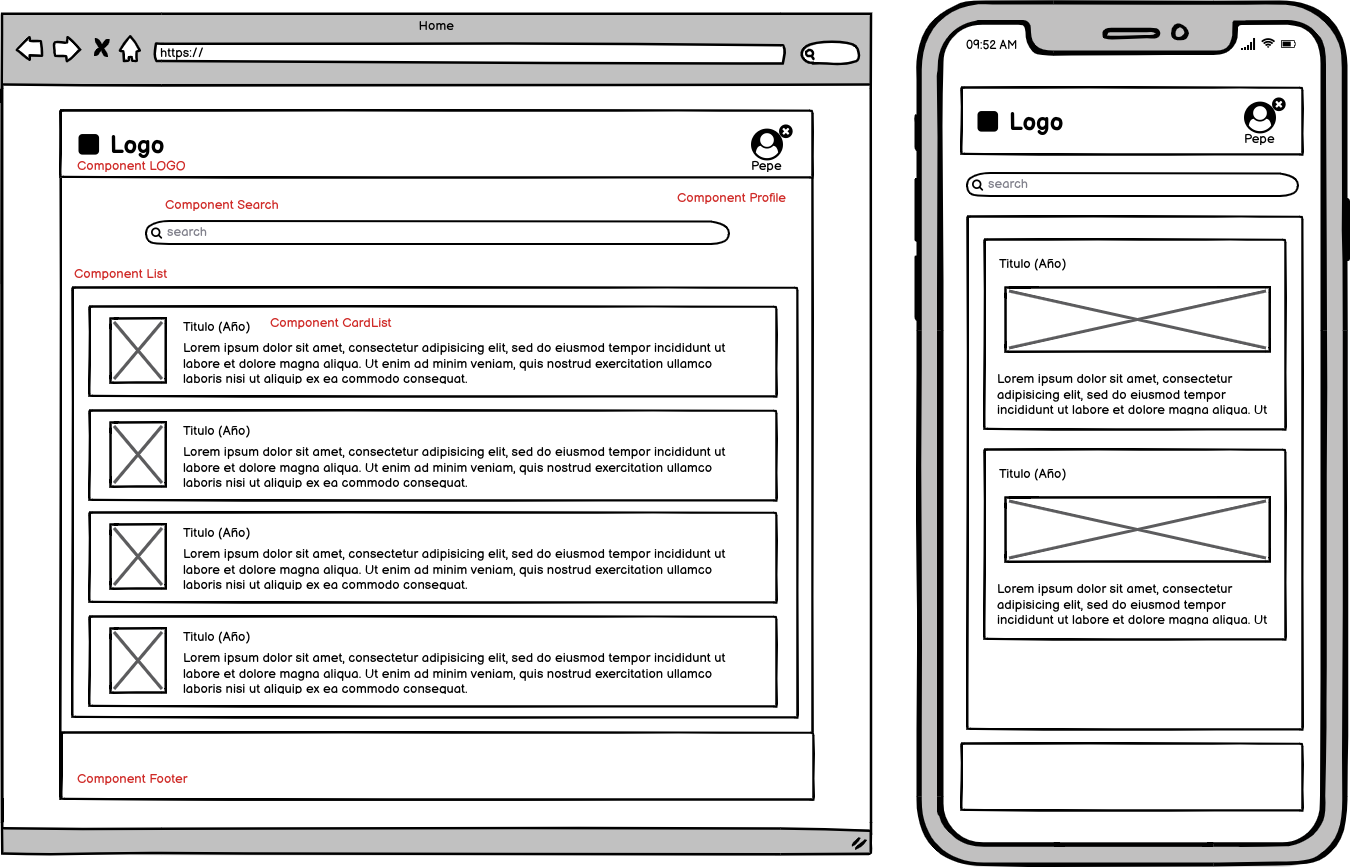 Home
https://
Logo
Component LOGO
Pepe
Component Search
Component Profile
search
Component List
Titulo (Año)
Component CardList
Lorem ipsum dolor sit amet, consectetur adipisicing elit, sed do eiusmod tempor incididunt ut
labore et dolore magna aliqua. Ut enim ad minim veniam, quis nostrud exercitation ullamco
laboris nisi ut aliquip ex ea commodo consequat.
Titulo (Año)
Lorem ipsum dolor sit amet, consectetur adipisicing elit, sed do eiusmod tempor incididunt ut
labore et dolore magna aliqua. Ut enim ad minim veniam, quis nostrud exercitation ullamco
laboris nisi ut aliquip ex ea commodo consequat.
Titulo (Año)
Lorem ipsum dolor sit amet, consectetur adipisicing elit, sed do eiusmod tempor incididunt ut
labore et dolore magna aliqua. Ut enim ad minim veniam, quis nostrud exercitation ullamco
laboris nisi ut aliquip ex ea commodo consequat.
Titulo (Año)
Lorem ipsum dolor sit amet, consectetur adipisicing elit, sed do eiusmod tempor incididunt ut
labore et dolore magna aliqua. Ut enim ad minim veniam, quis nostrud exercitation ullamco
laboris nisi ut aliquip ex ea commodo consequat.
Component Footer
09:52 AM
Logo
Pepe
search
Titulo (Año)
Lorem ipsum dolor sit amet, consectetur
adipisicing elit, sed do eiusmod tempor
incididunt ut labore et dolore magna aliqua. Ut
Titulo (Año)
Lorem ipsum dolor sit amet, consectetur
adipisicing elit, sed do eiusmod tempor
incididunt ut labore et dolore magna aliqua. Ut